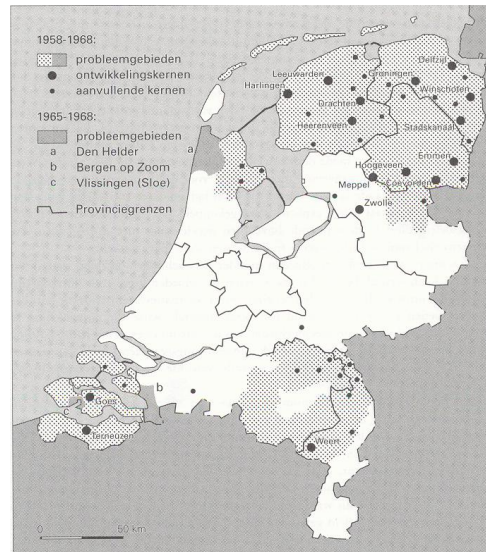 1958-1968:
probleemgebieden
ontwikkelingskernen
aanvullende kernen
1965-1968:
probleemgebieden
a Den Helder
b Bergen op Zoom
c Vlissingen (Sloe)
Provinciegrenzen
Delfzijl
Leeuwarden
Groningen
Harlingen
Winschoten
Drachten
Heerenveen
Stadskanaal
a
Emmen
Hoogeveen
Meppel
Coevorden
Zwolle
b
Goes
c
Terneuzen
Weert
0 50 km